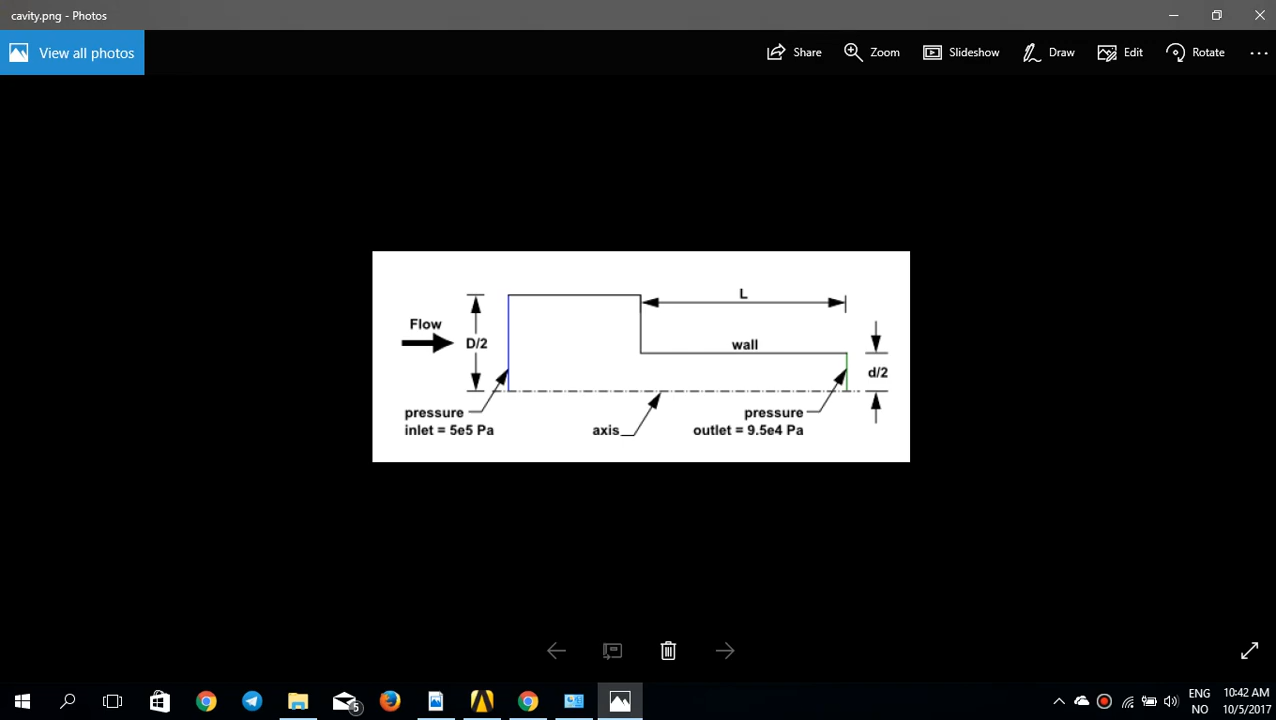 cavity.png - Photos
View all photos
Share
Zoom
Slideshow
Draw
Edit
Rotate
L
Flow
D/2
wall
d/2
pressure
inlet = 5e5 Pa
axis
pressure
outlet = 9.5e4 Pa
5
ENG
NO
10:42 AM
10/5/2017